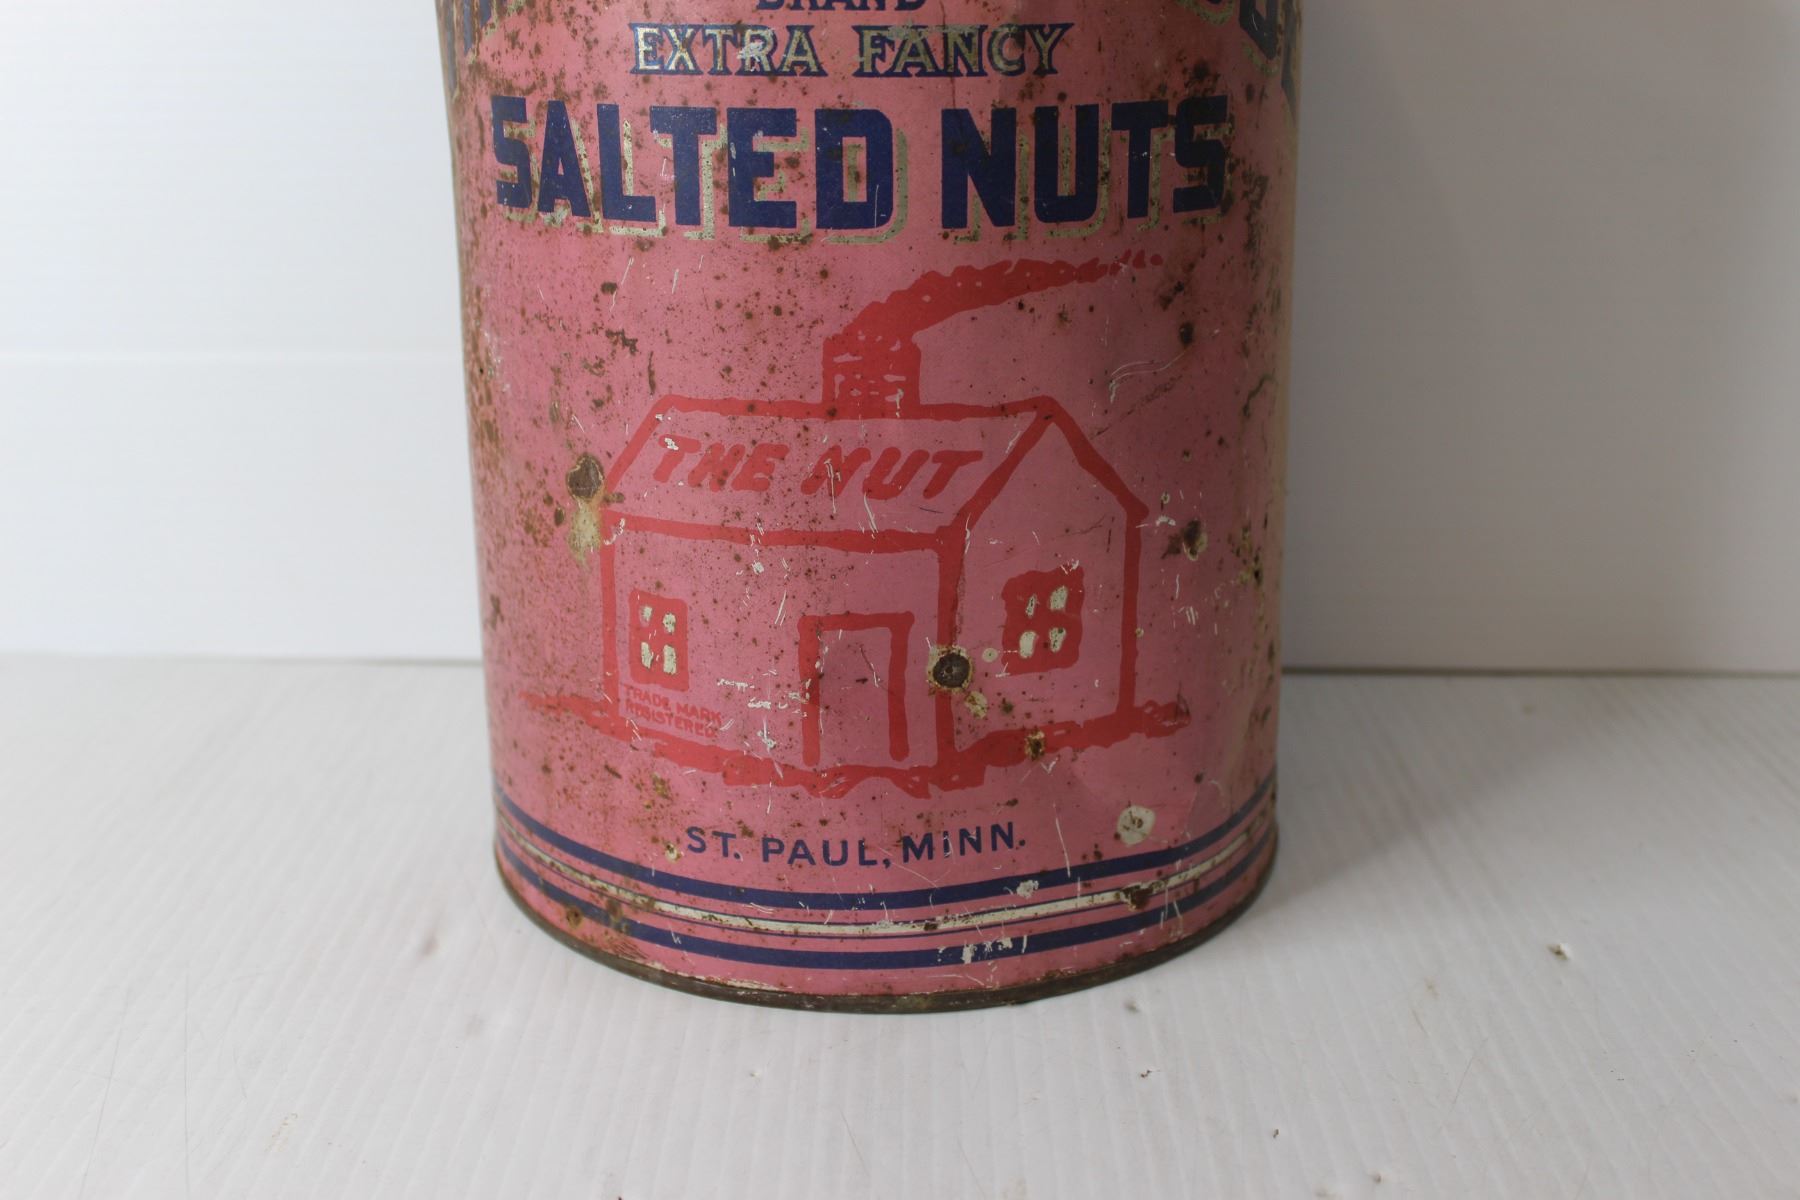 BRAND
EXTRA FANCY
SALTED NUTS
THE NUT
TRADE MARK
REGISTERED
ST. PAUL, MINN.